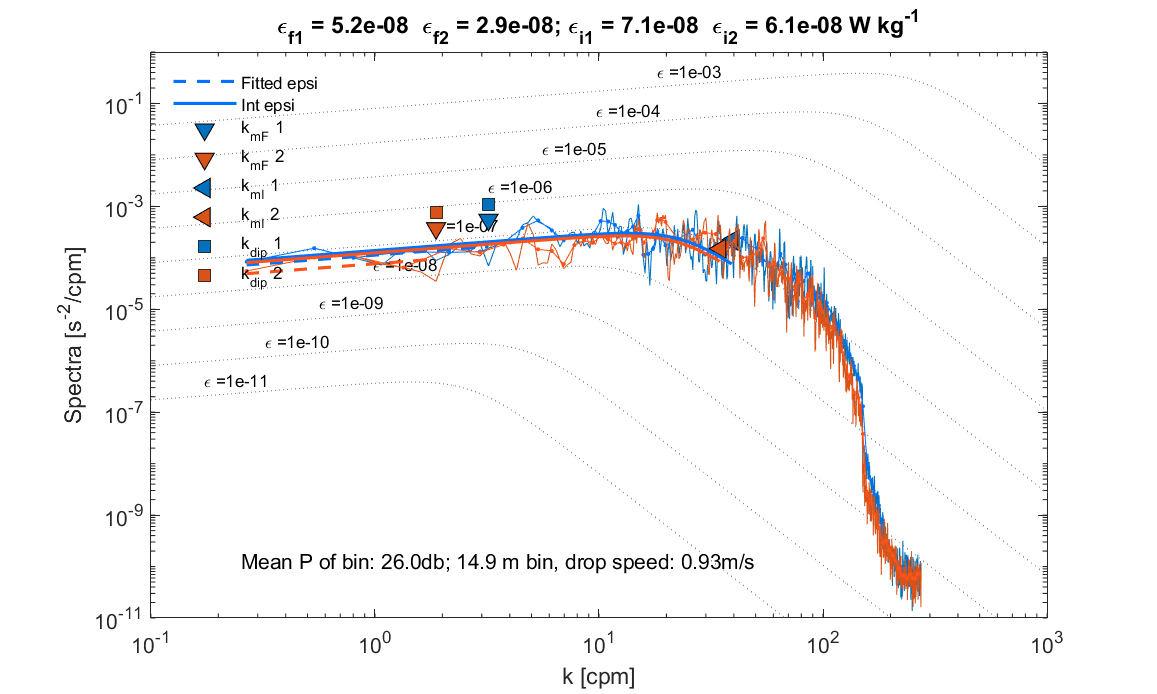 ϵf1 = 5.2e-08 ϵf2 = 2.9e-08; ϵi1 = 7.1e-08 ϵi2 = 6.1e-08 W kg-1
Fitted epsi
Int epsi
kmF 1
kmF 2
kmI 1
kmI 2
kdip 1
kdip 2
ϵ =1e-03
ϵ =1e-04
ϵ =1e-05
ϵ =1e-06
=1e-07
ϵ =1e-08
ϵ =1e-09
ϵ =1e-10
ϵ =1e-11
Mean P of bin: 26.0db; 14.9 m bin, drop speed: 0.93m/s
Spectra [s-2/cpm]
10-1
10-3
10-5
10-7
10-9
10-11
10-1
100
101
102
103
k [cpm]